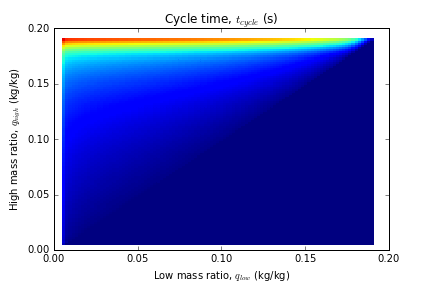 Cycle time, t_cycle (s)
0.20
0.15
High mass ratio, q_high (kg/kg)
0.10
0.05
0.00
0.00 0.05 0.10 0.15 0.20
Low mass ratio, q_low (kg/kg)